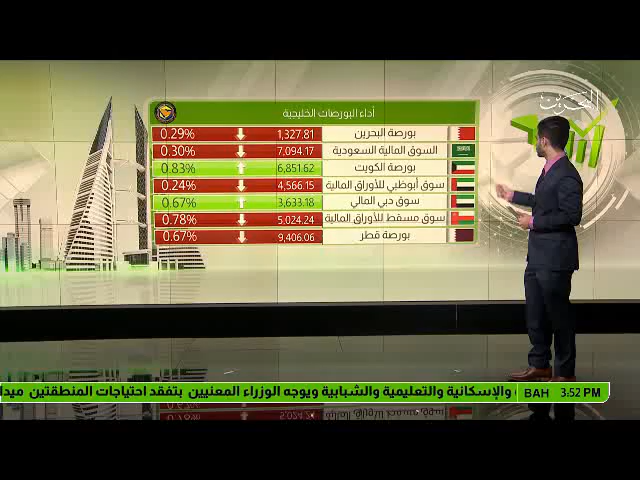 البحرين
أداء البورصات الخليجية
بورصة البحرين 1,327.81 0.29%
السوق المالية السعودية 7,094.17 0.30%
بورصة الكويت 6,851.62 0.83%
سوق أبوظبي للأوراق المالية 4,566.15 0.24%
سوق دبي المالي 3,633.18 0.67%
سوق مسقط للأوراق المالية 5,024.24 0.78%
بورصة قطر 9,406.06 0.67%
والإسكانية والتعليمية والشبابية ويوجه الوزراء المعنيين بتفقد احتياجات المنطقتين
BAH 3:52 PM